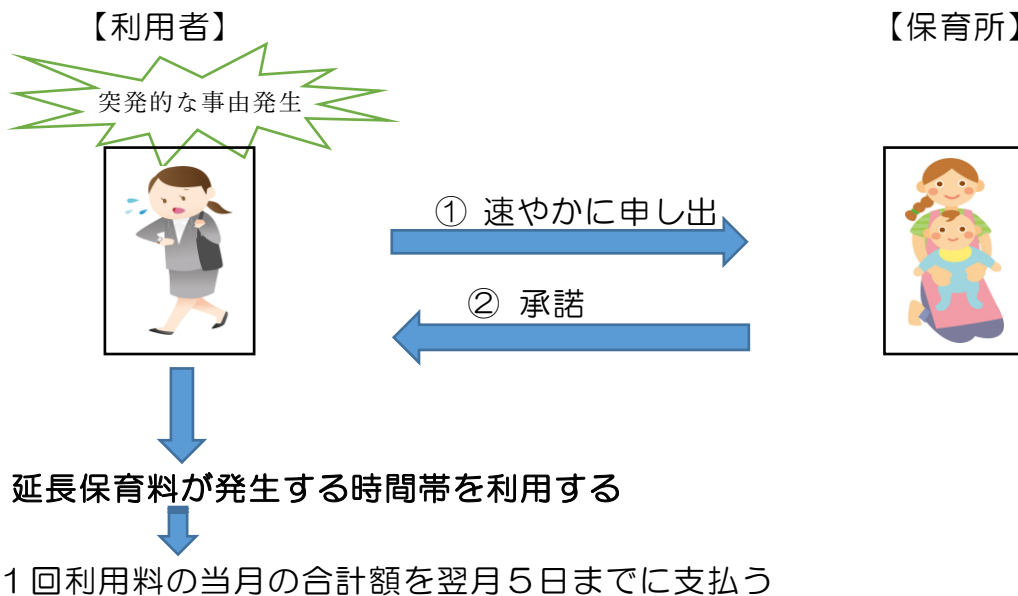 【利用者】
【保育所】
突発的な事由発生
① 速やかに申し出
② 承諾
延長保育料が発生する時間帯を利用する
１回利用料の当月の合計額を翌月５日までに支払う